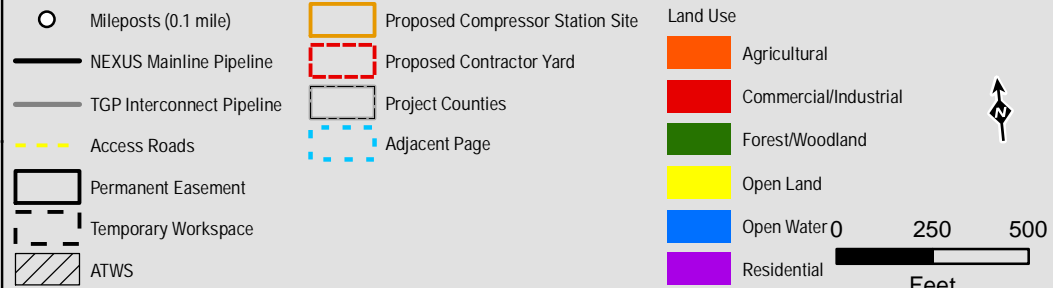 Mileposts (0.1 mile)
NEXUS Mainline Pipeline
TGP Interconnect Pipeline
Access Roads
Permanent Easement
Temporary Workspace
ATWS
Proposed Compressor Station Site
Proposed Contractor Yard
Project Counties
Adjacent Page
Land Use
Agricultural
Commercial/Industrial
Forest/Woodland
Open Land
Open Water
Residential
N
0 250 500
Feet